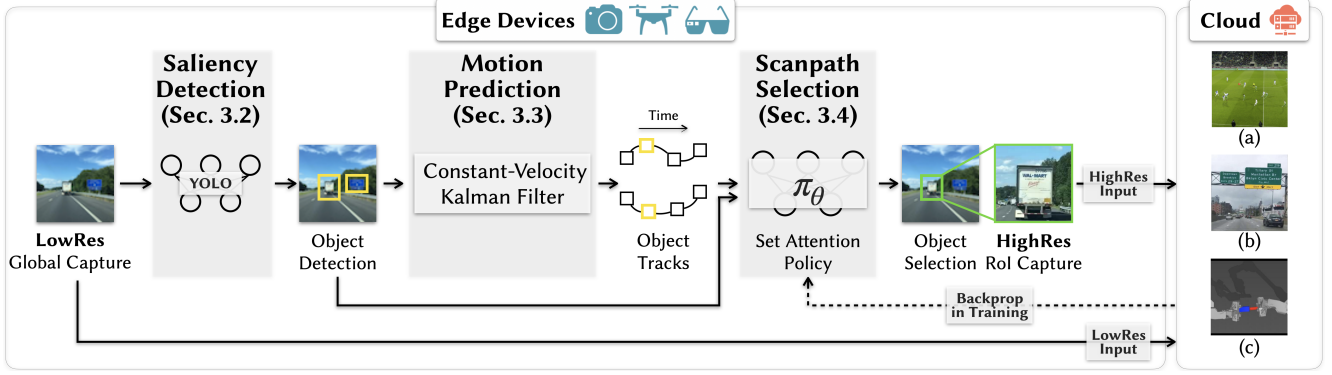 Edge Devices
Cloud
Saliency
Detection
(Sec. 3.2)
Motion
Prediction
(Sec. 3.3)
Scanpath
Selection
(Sec. 3.4)
Time
YOLO
Constant-Velocity
Kalman Filter
πθ
HighRes
Input
WAL-MART
LowRes
Global Capture
Object
Detection
Object
Tracks
Set Attention
Policy
Object
Selection
HighRes
RoI Capture
Backprop
in Training
LowRes
Input
(a)
(b)
(c)